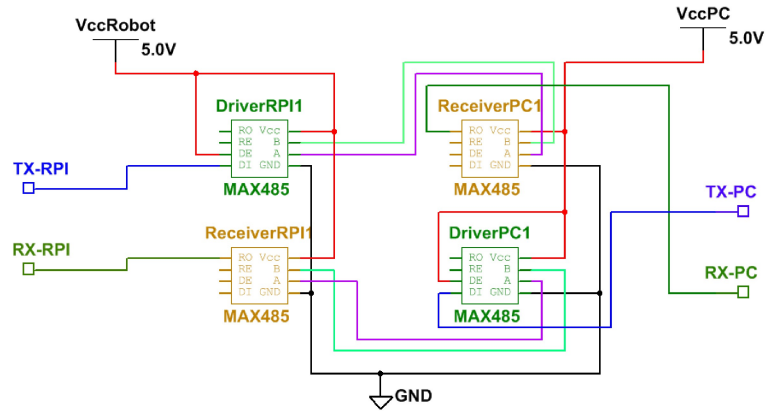 VccRobot
5.0V
VccPC
5.0V
DriverRPI1
RO Vcc
RE B
DE A
DI GND
MAX485
ReceiverPC1
RO Vcc
RE B
DE A
DI GND
MAX485
TX-RPI
TX-PC
ReceiverRPI1
RO Vcc
RE B
DE A
DI GND
MAX485
DriverPC1
RO Vcc
RE B
DE A
DI GND
MAX485
RX-RPI
RX-PC
GND